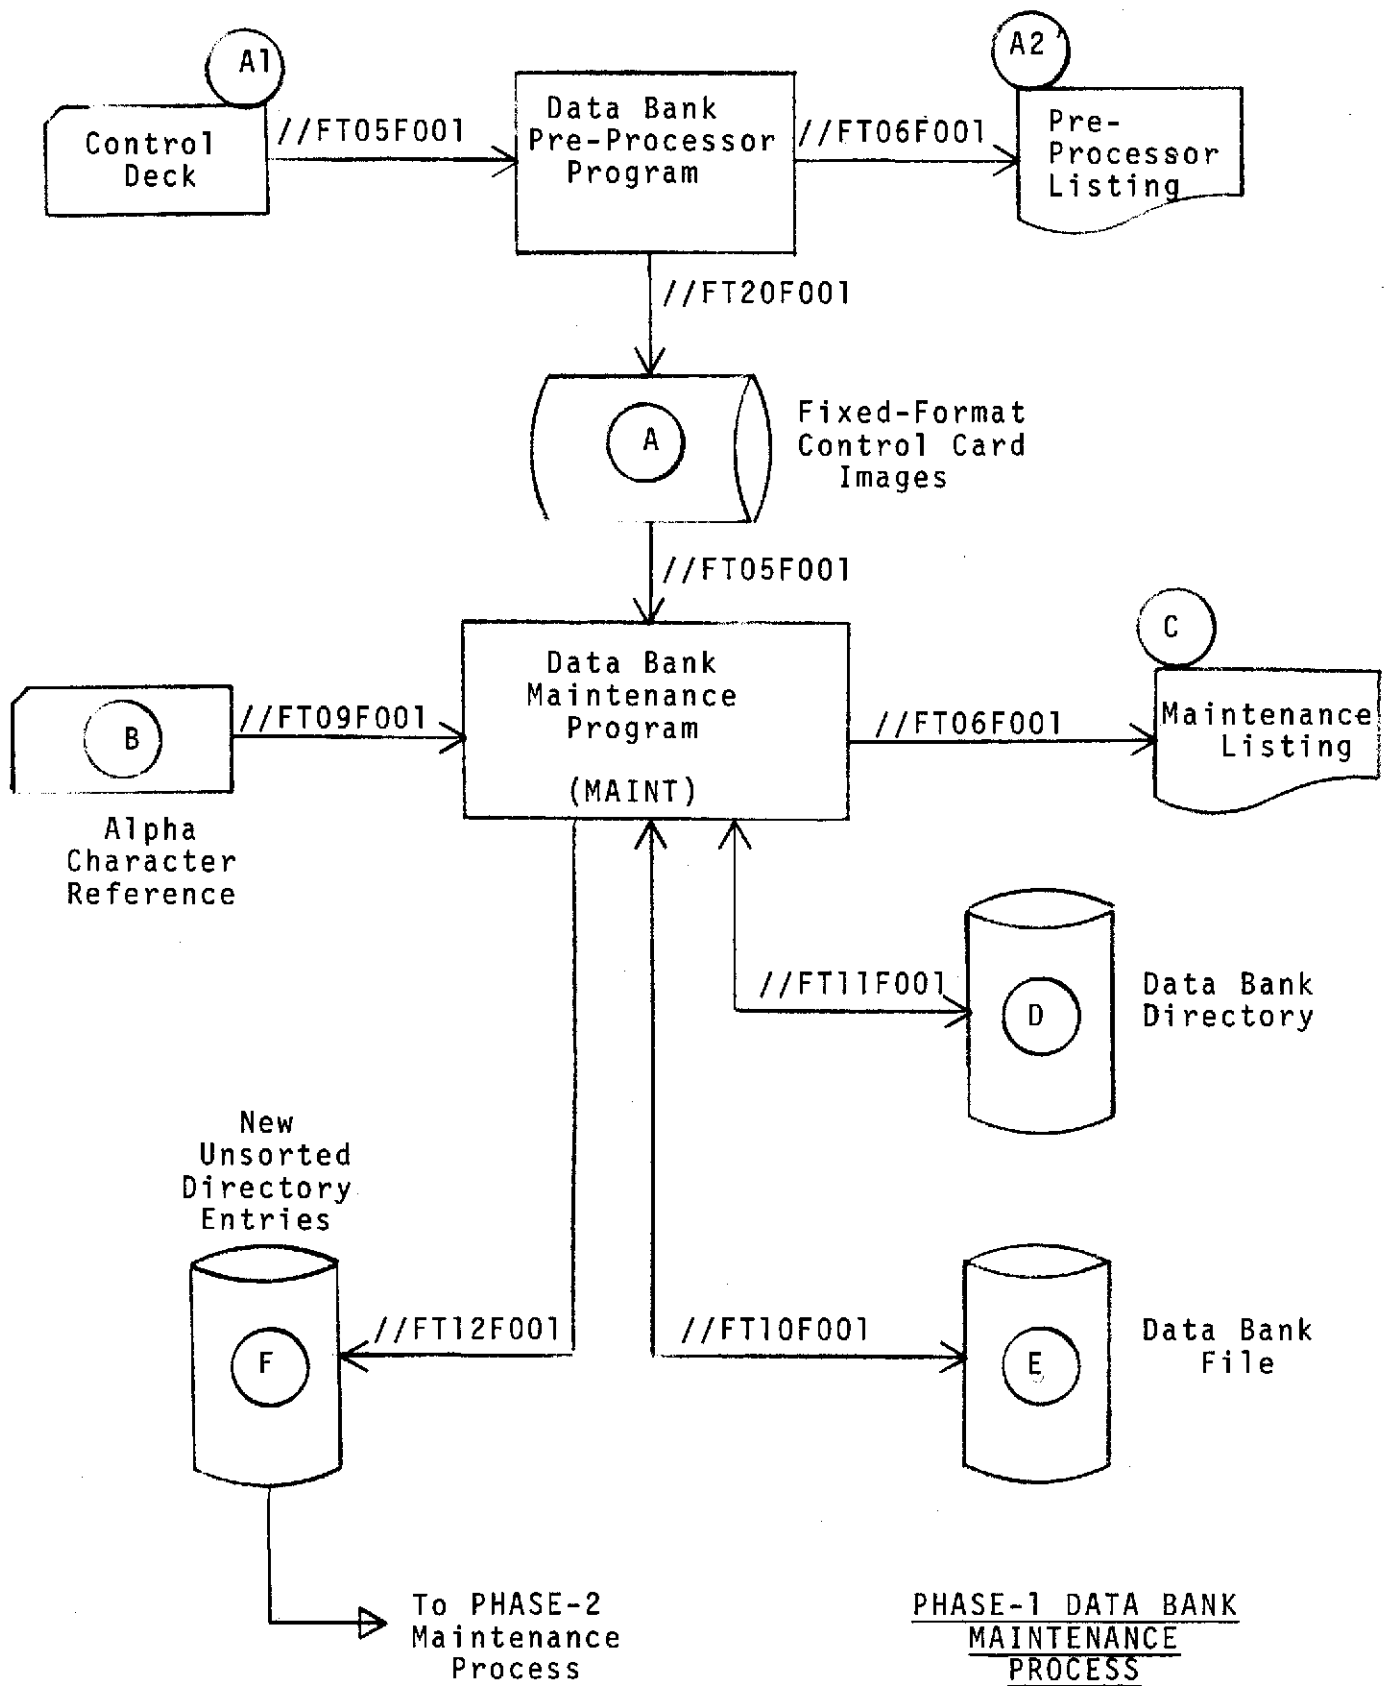 A1
A2
Control
Deck
//FT05F001
Data Bank
Pre-Processor
Program
//FT06F001
Pre-
Processor
Listing
//FT20F001
A
Fixed-Format
Control Card
Images
//FT05F001
C
B
//FT09F001
Data Bank
Maintenance
Program
(MAINT)
//FT06F001
Maintenance
Listing
Alpha
Character
Reference
//FT11F001
D
Data Bank
Directory
New
Unsorted
Directory
Entries
F
//FT12F001
//FT10F001
E
Data Bank
File
To PHASE-2
Maintenance
Process
PHASE-1 DATA BANK
MAINTENANCE
PROCESS